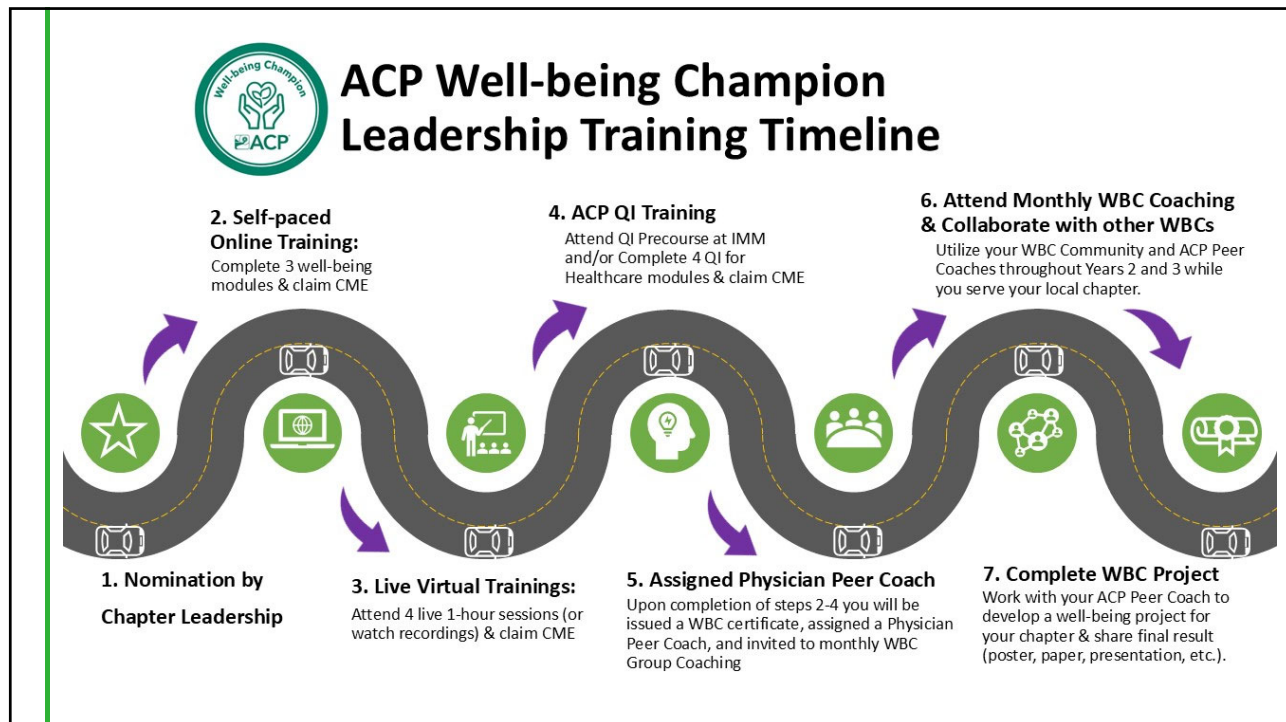 Well-being Champion
ACP
ACP Well-being Champion
Leadership Training Timeline
1. Nomination by
Chapter Leadership
2. Self-paced
Online Training:
Complete 3 well-being
modules & claim CME
3. Live Virtual Trainings:
Attend 4 live 1-hour sessions (or
watch recordings) & claim CME
4. ACP QI Training
Attend QI Precourse at IMM
and/or Complete 4 QI for
Healthcare modules & claim CME
5. Assigned Physician Peer Coach
Upon completion of steps 2-4 you will be
issued a WBC certificate, assigned a Physician
Peer Coach, and invited to monthly WBC
Group Coaching
6. Attend Monthly WBC Coaching
& Collaborate with other WBCs
Utilize your WBC Community and ACP Peer
Coaches throughout Years 2 and 3 while
you serve your local chapter.
7. Complete WBC Project
Work with your ACP Peer Coach to
develop a well-being project for
your chapter & share final result
(poster, paper, presentation, etc.).